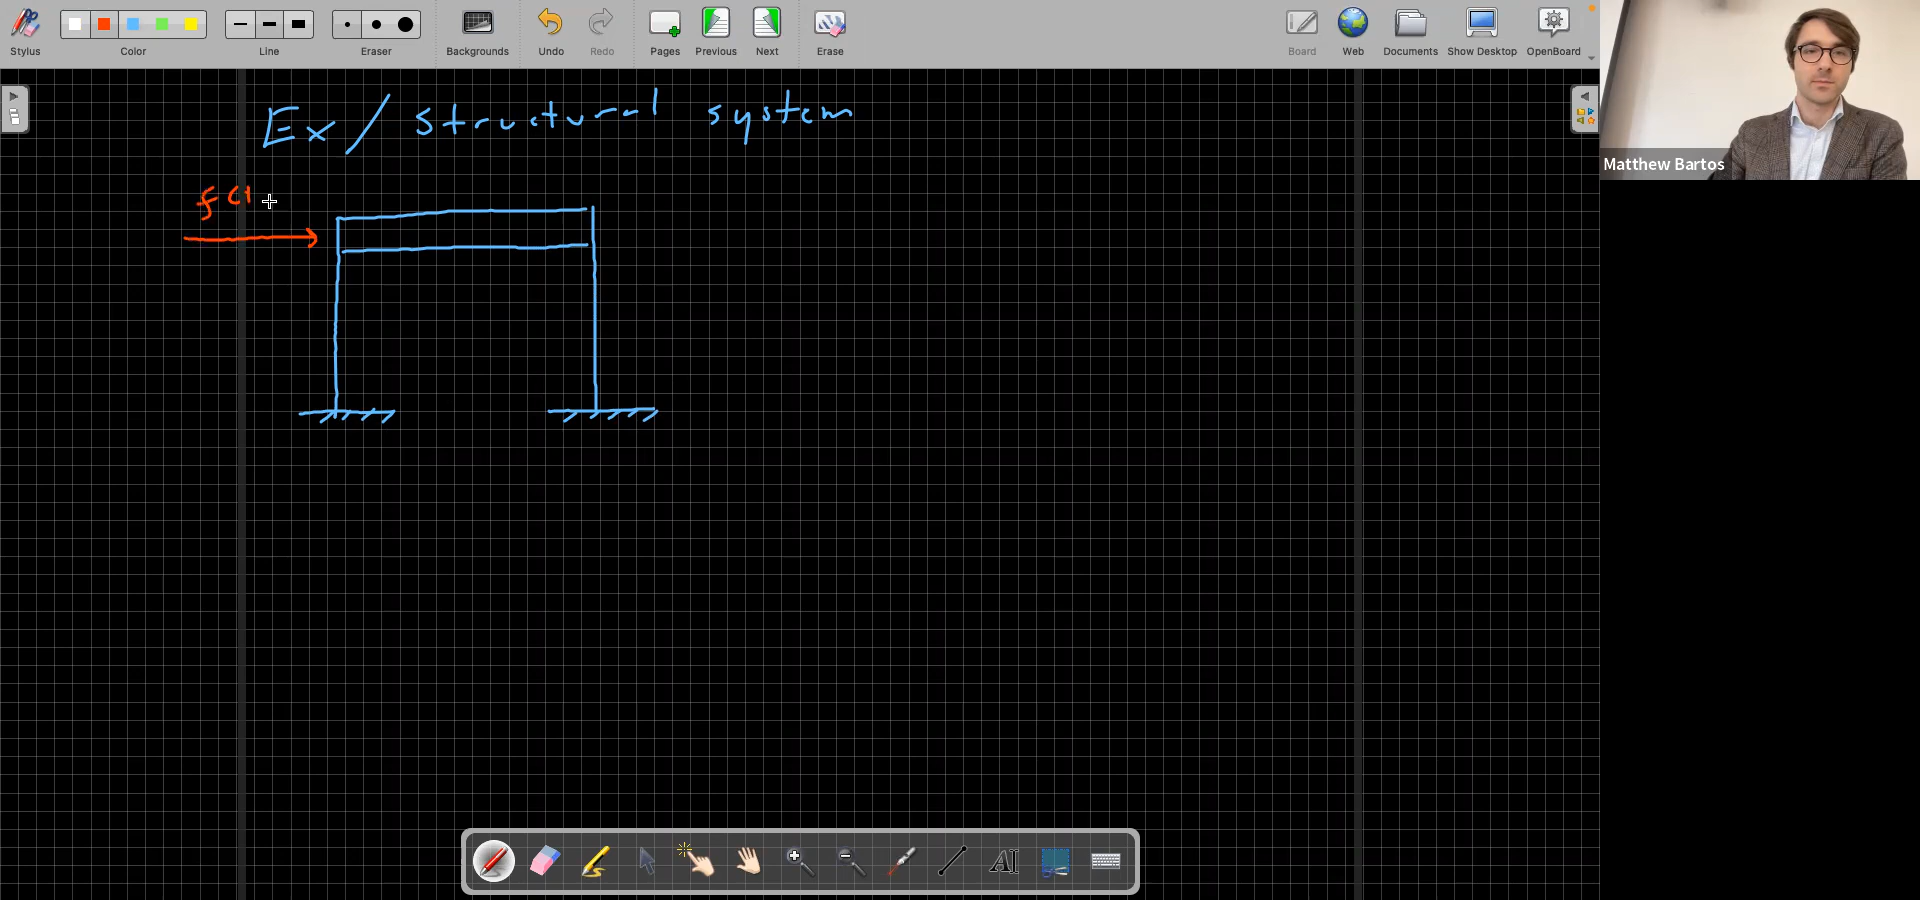 Stylus Color Line Eraser Backgrounds Undo Redo Pages Previous Next Erase Board Web Documents Show Desktop OpenBoard
Matthew Bartos
Ex / structural system
f(t
AI